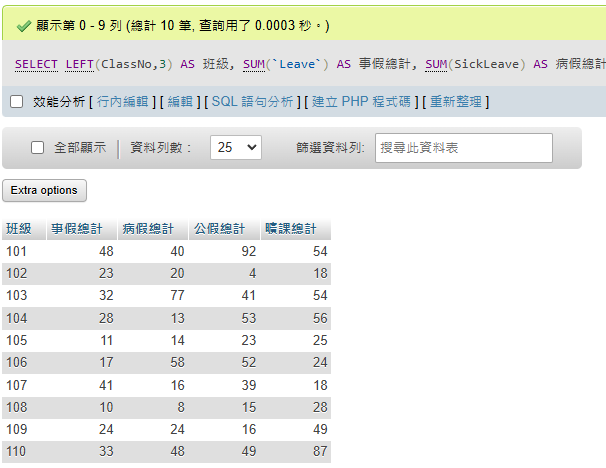 顯示第 0 - 9 列 (總計 10 筆, 查詢用了 0.0003 秒。)
SELECT LEFT(ClassNo,3) AS 班級, SUM(`Leave`) AS 事假總計, SUM(SickLeave) AS 病假總計
效能分析 [ 行內編輯 ] [ 編輯 ] [ SQL 語句分析 ] [ 建立 PHP 程式碼 ] [ 重新整理 ]
全部顯示 資料列數： 25 篩選資料列: 搜尋此資料表
Extra options
班級 事假總計 病假總計 公假總計 曠課總計
101 48 40 92 54
102 23 20 4 18
103 32 77 41 54
104 28 13 53 56
105 11 14 23 25
106 17 58 52 24
107 41 16 39 18
108 10 8 15 28
109 24 24 16 49
110 33 48 49 87